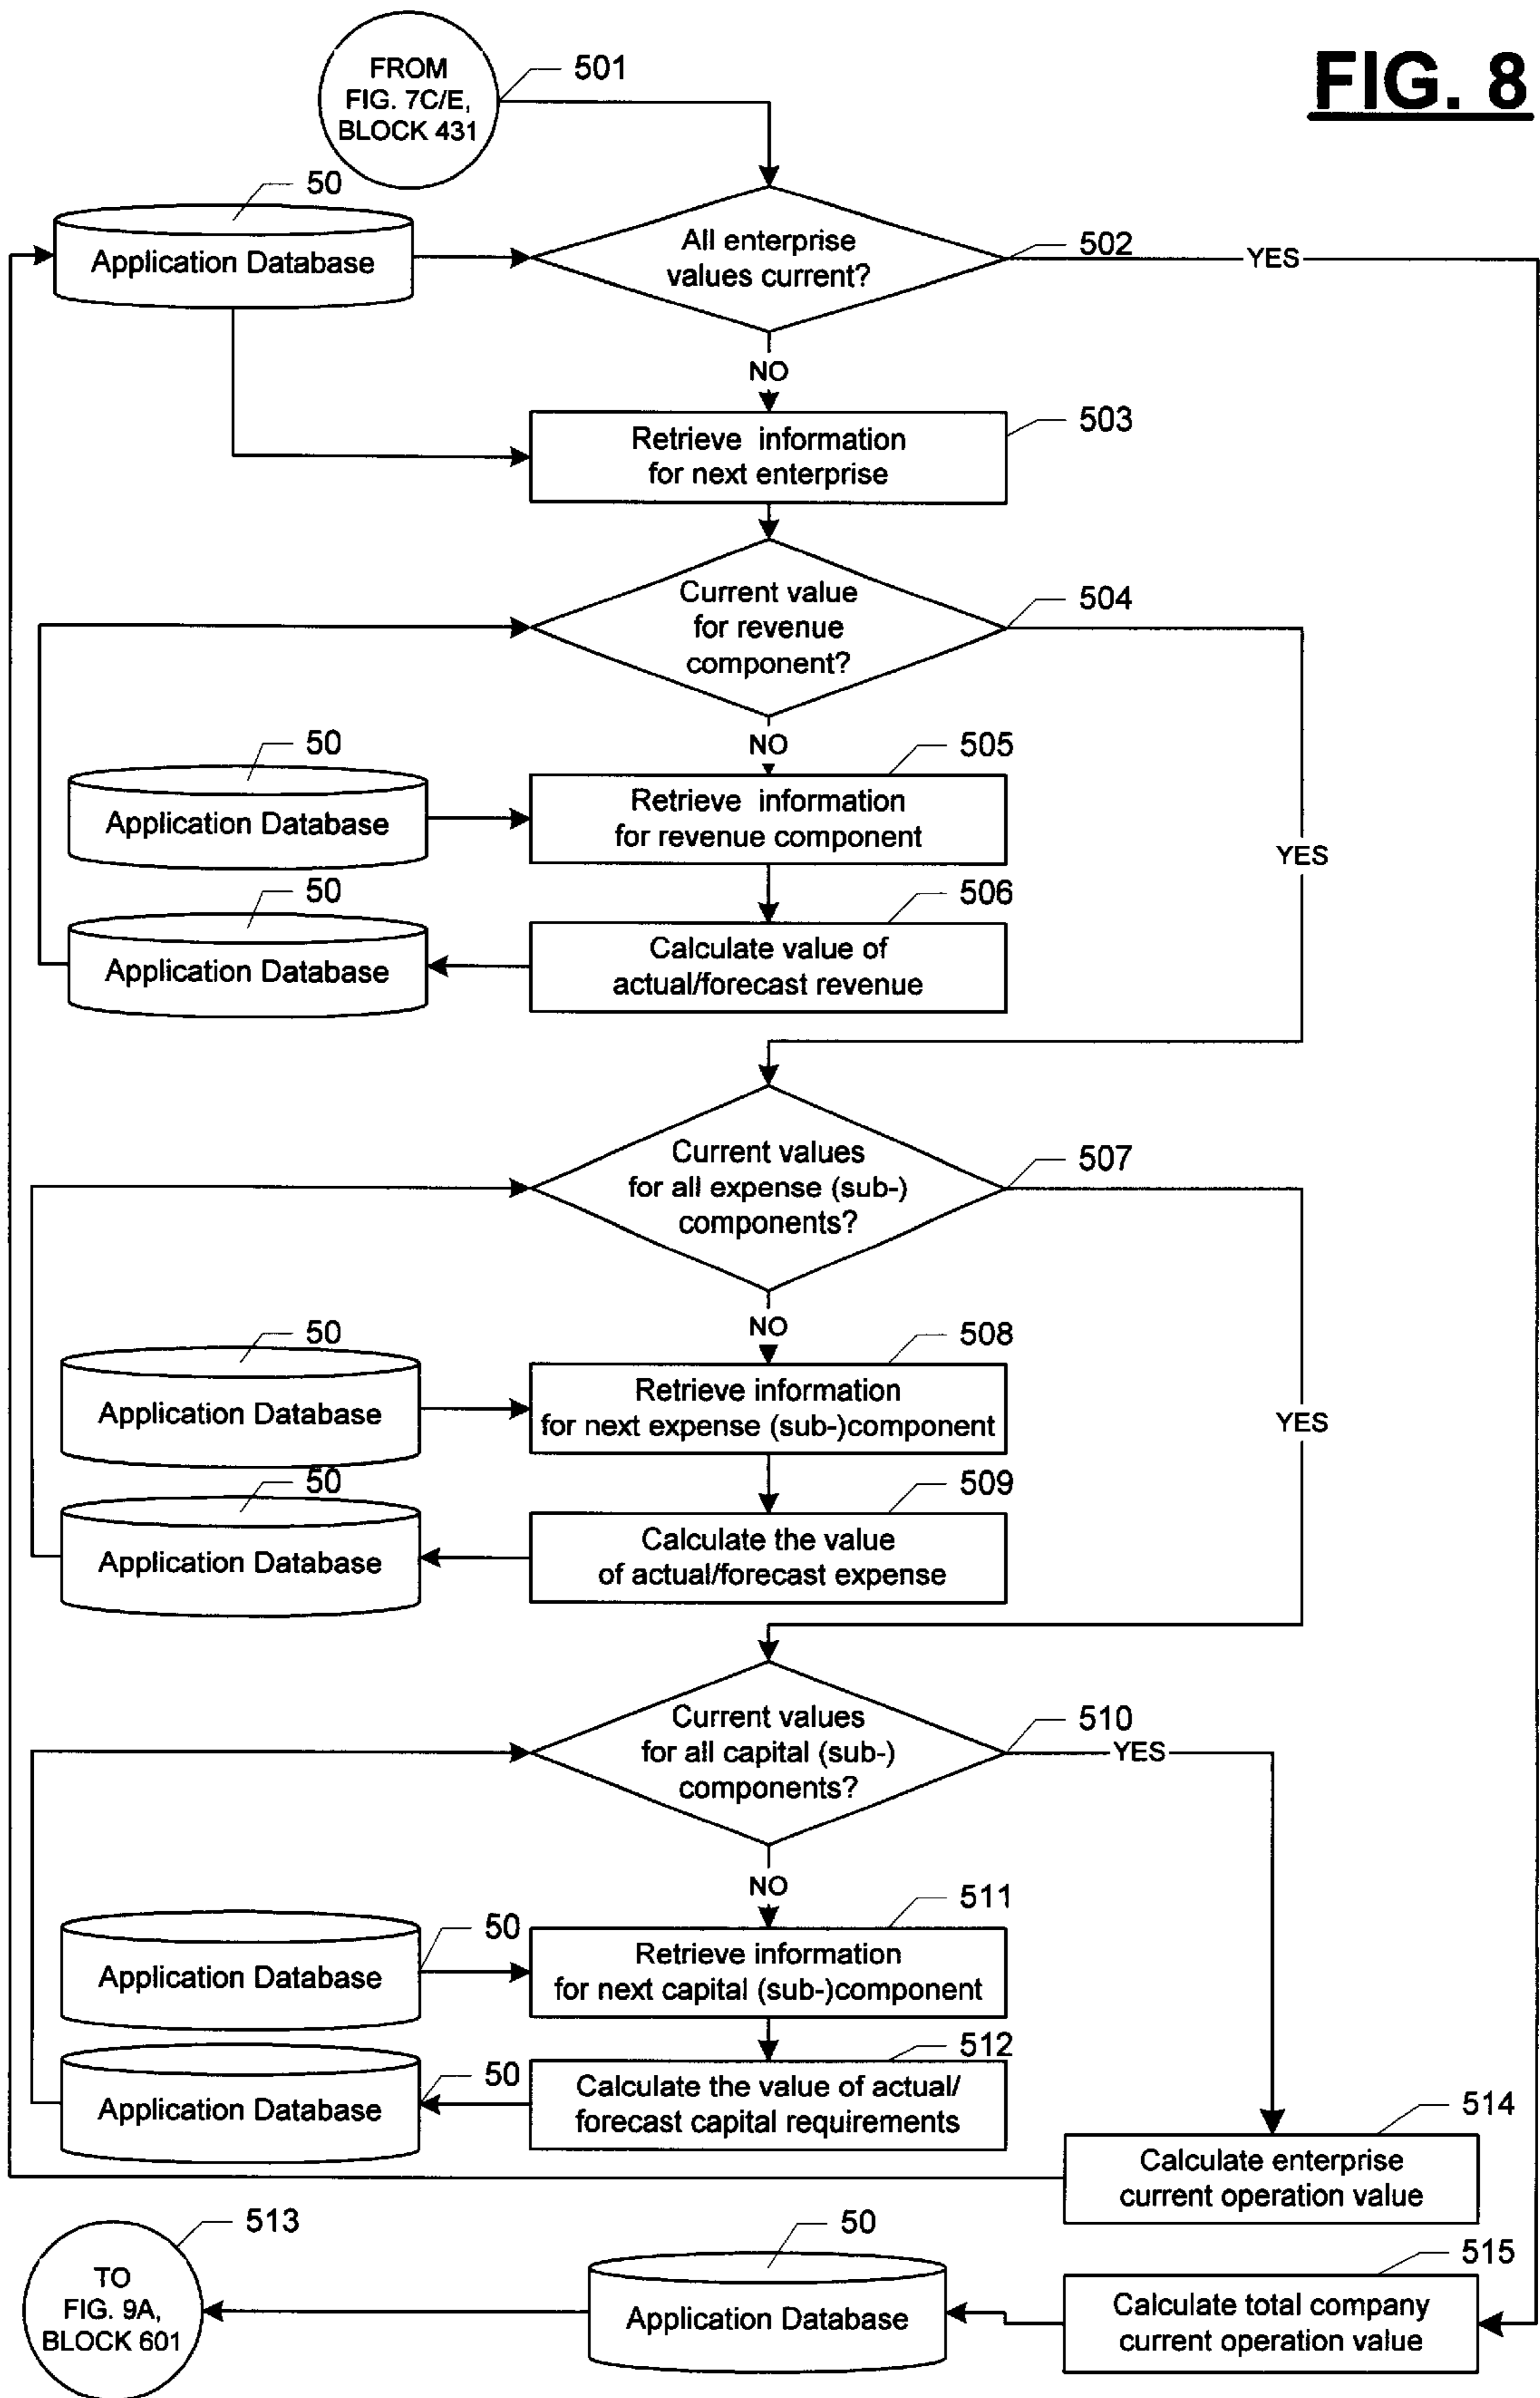 FIG. 8
FROM
FIG. 7C/E,
BLOCK 431
501
50
Application Database
All enterprise
values current?
502
YES
NO
503
Retrieve information
for next enterprise
Current value
for revenue
component?
504
NO
YES
50
Application Database
505
Retrieve information
for revenue component
50
Application Database
506
Calculate value of
actual/forecast revenue
Current values
for all expense (sub-)
components?
507
NO
YES
50
Application Database
508
Retrieve information
for next expense (sub-)component
50
Application Database
509
Calculate the value
of actual/forecast expense
Current values
for all capital (sub-)
components?
510
YES
NO
50
Application Database
511
Retrieve information
for next capital (sub-)component
50
Application Database
512
Calculate the value of actual/
forecast capital requirements
514
Calculate enterprise
current operation value
513
TO
FIG. 9A,
BLOCK 601
50
Application Database
515
Calculate total company
current operation value